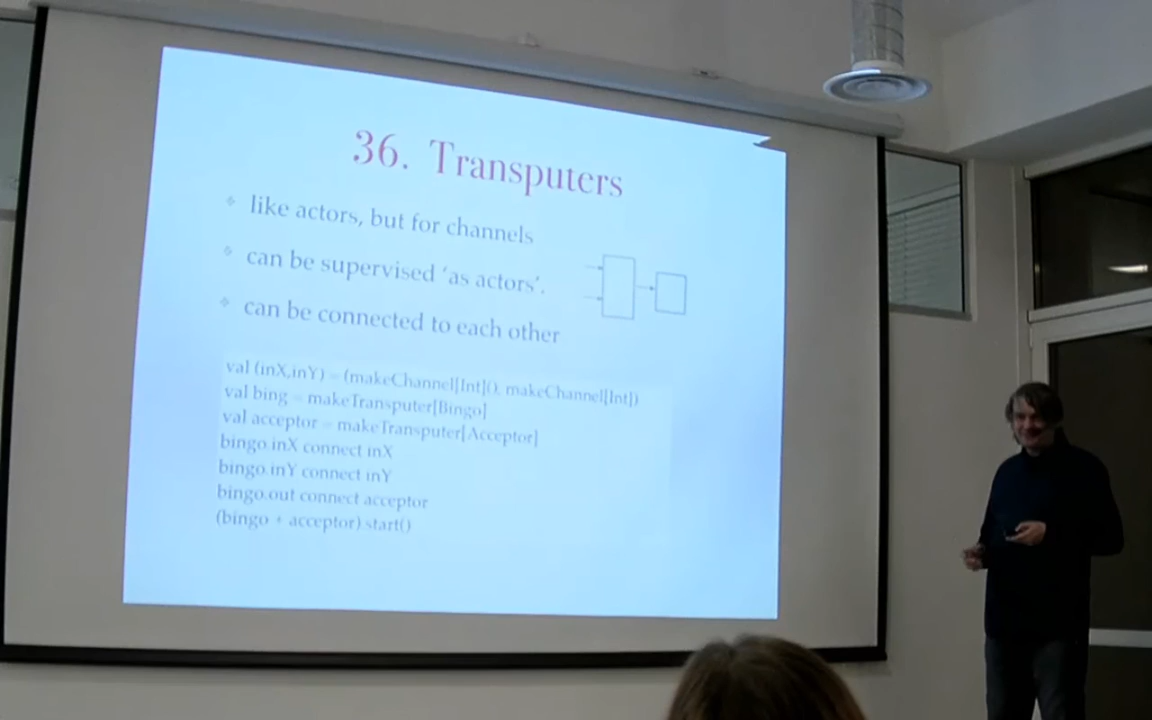 36. Transputers
like actors, but for channels
can be supervised 'as actors'.
can be connected to each other
val (inX,inY) = (makeChannel[Int](), makeChannel[Int])
val bing = makeTransputer[Bingo]
val acceptor = makeTransputer[Acceptor]
bingo.inX connect inX
bingo.inY connect inY
bingo.out connect acceptor
(bingo + acceptor).start()